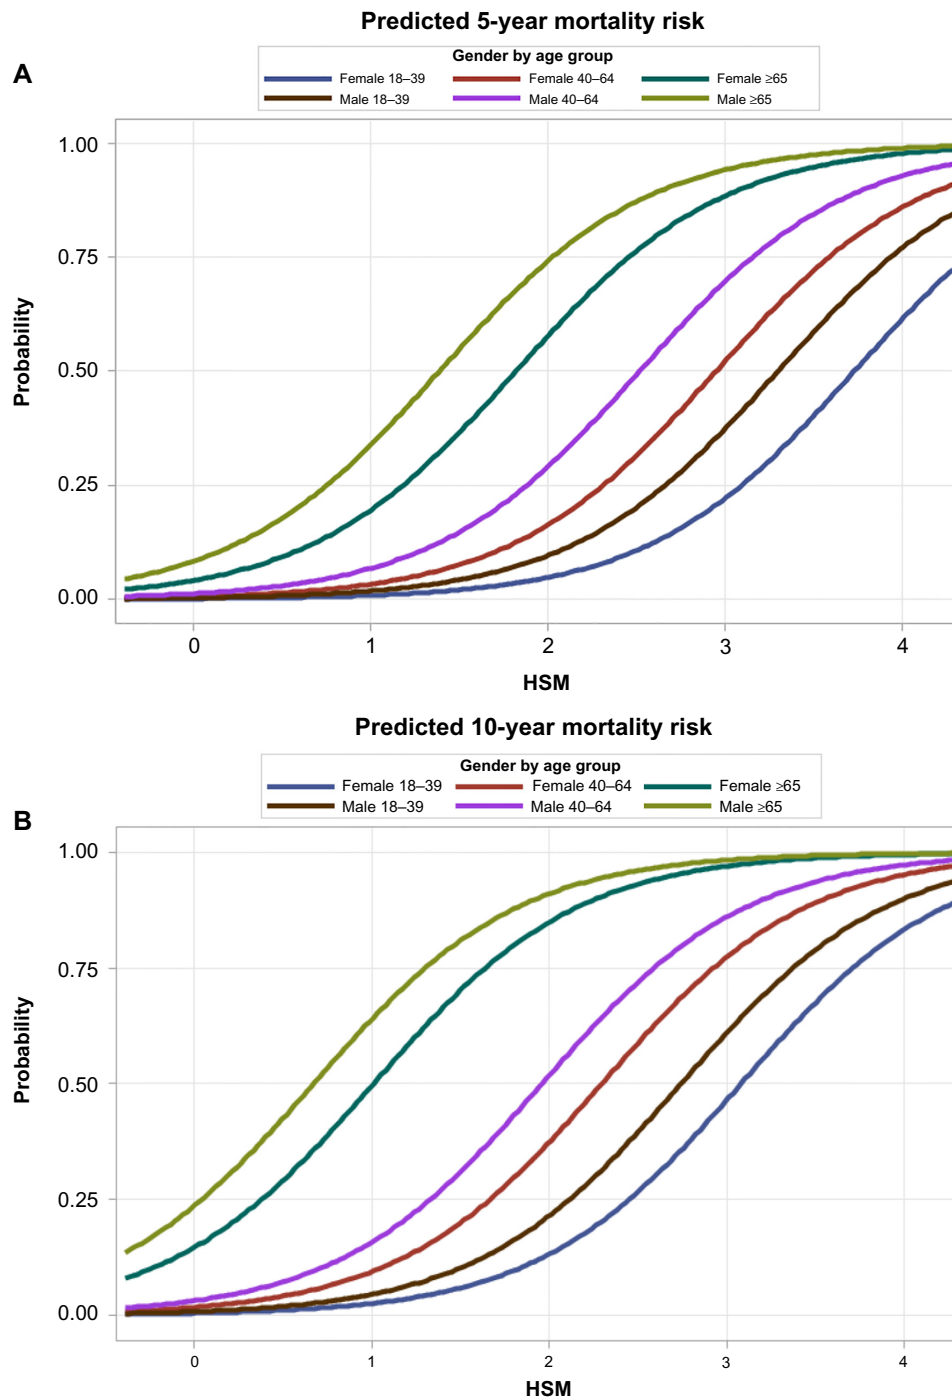 Predicted 5-year mortality risk
A
Gender by age group
Female 18–39 Female 40–64 Female ≥65
Male 18–39 Male 40–64 Male ≥65
1.00
0.75
0.50
0.25
0.00
Probability
0 1 2 3 4
HSM
Predicted 10-year mortality risk
B
Gender by age group
Female 18–39 Female 40–64 Female ≥65
Male 18–39 Male 40–64 Male ≥65
1.00
0.75
0.50
0.25
0.00
Probability
0 1 2 3 4
HSM